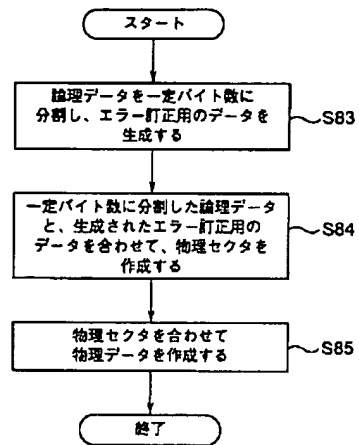 スタート
論理データを一定バイト数に
分割し、エラー訂正用のデータを
生成する
S83
一定バイト数に分割した論理データ
と、生成されたエラー訂正用の
データを合わせて、物理セクタを
作成する
S84
物理セクタを合わせて
物理データを作成する
S85
終了